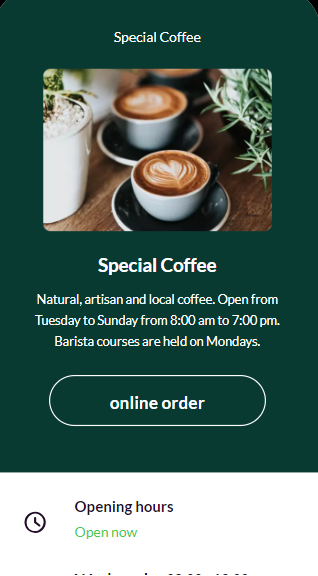 Special Coffee
Special Coffee
Natural, artisan and local coffee. Open from
Tuesday to Sunday from 8:00 am to 7:00 pm.
Barista courses are held on Mondays.
online order
Opening hours
Open now